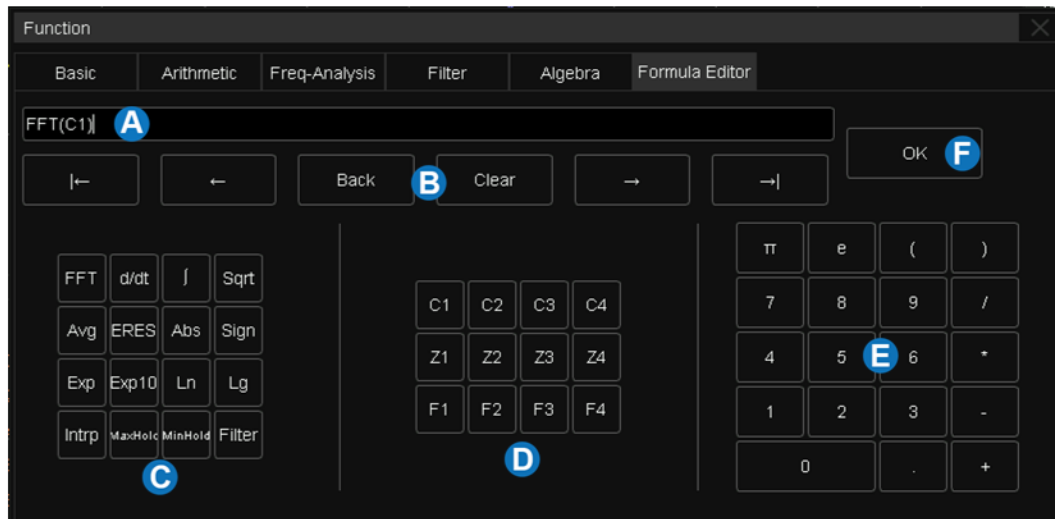 Function
Basic Arithmetic Freq-Analysis Filter Algebra Formula Editor
FFT(C1) A
OK F
|← ← Back B Clear → →|
π e ( )
FFT d/dt ∫ Sqrt
C1 C2 C3 C4
7 8 9 /
Avg ERES Abs Sign
Z1 Z2 Z3 Z4
4 5 E 6 *
Exp Exp10 Ln Lg
F1 F2 F3 F4
1 2 3 -
Intrp MaxHold MinHold Filter
D
C
0 . +